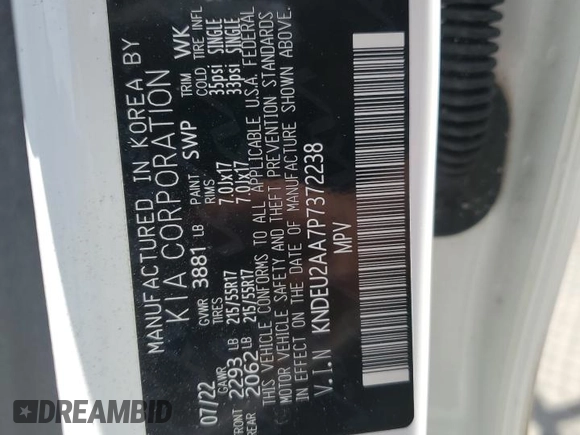 MANUFACTURED IN KOREA BY
KIA CORPORATION
07/22 GVWR 3881 LB PAINT SWP TRIM WK
GAWR TIRES RIMS COLD TIRE INFL
FRONT 2293 LB 215/55R17 7.0JX17 35psi SINGLE
REAR 2062 LB 215/55R17 7.0JX17 33psi SINGLE
THIS VEHICLE CONFORMS TO ALL APPLICABLE U.S.A. FEDERAL
MOTOR VEHICLE SAFETY AND THEFT PREVENTION STANDARDS
IN EFFECT ON THE DATE OF MANUFACTURE SHOWN ABOVE.
V.I.N KNDEU2AA7P7372238
MPV
DREAMBID